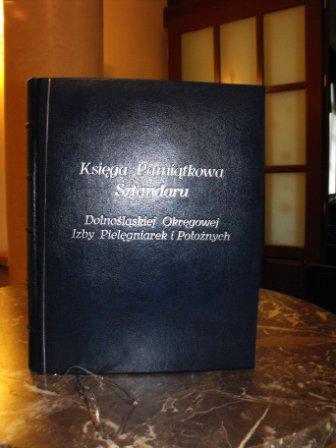 Księga Pamiątkowa
Sztandaru
Dolnośląskiej Okręgowej
Izby Pielęgniarek i Położnych